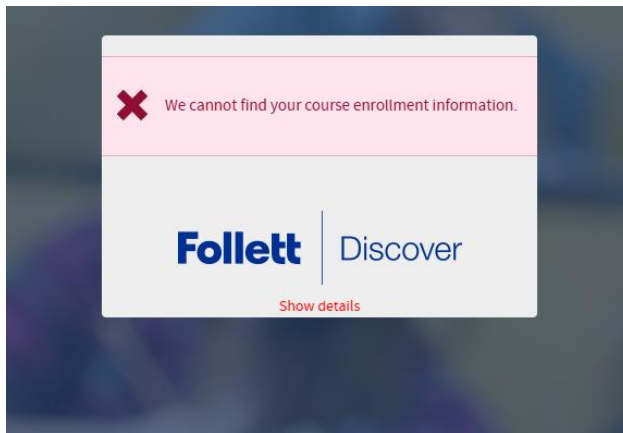 We cannot find your course enrollment information.
Follett | Discover
Show details